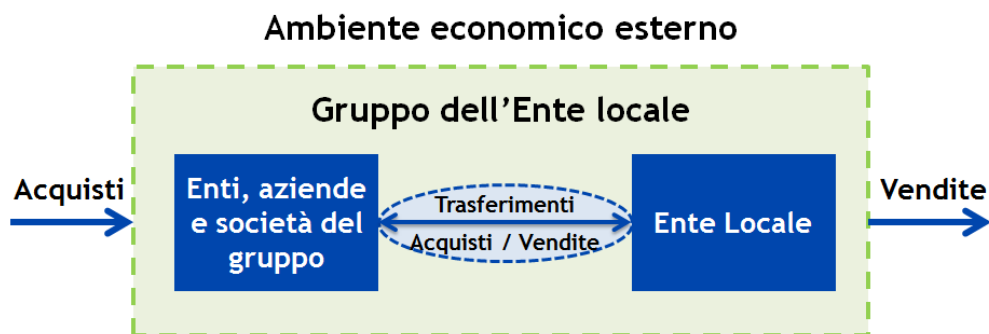 Ambiente economico esterno
Gruppo dell'Ente locale
Acquisti
Enti, aziende
e società del
gruppo
Trasferimenti
Acquisti / Vendite
Ente Locale
Vendite